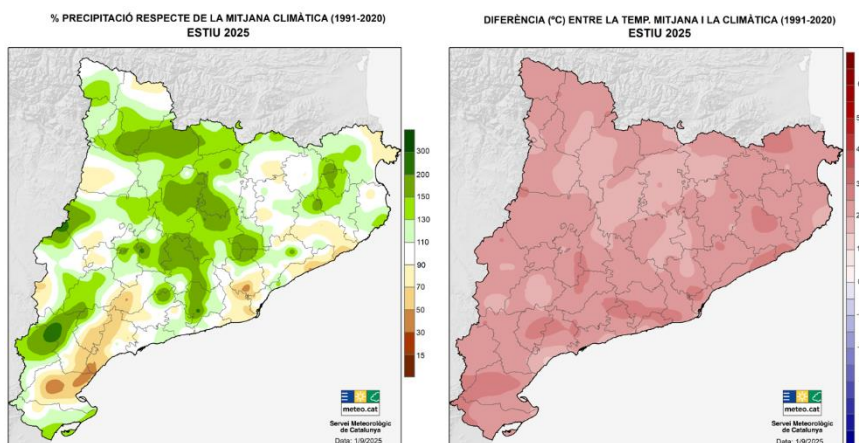 % PRECIPITACIÓ RESPECTE DE LA MITJANA CLIMÀTICA (1991-2020)
ESTIU 2025
300
200
150
130
110
90
70
50
30
15
meteo.cat
Servei Meteorològic
de Catalunya
Data: 1/9/2025
DIFERÈNCIA (ºC) ENTRE LA TEMP. MITJANA I LA CLIMÀTICA (1991-2020)
ESTIU 2025
meteo.cat
Servei Meteorològic
de Catalunya
Data: 1/9/2025